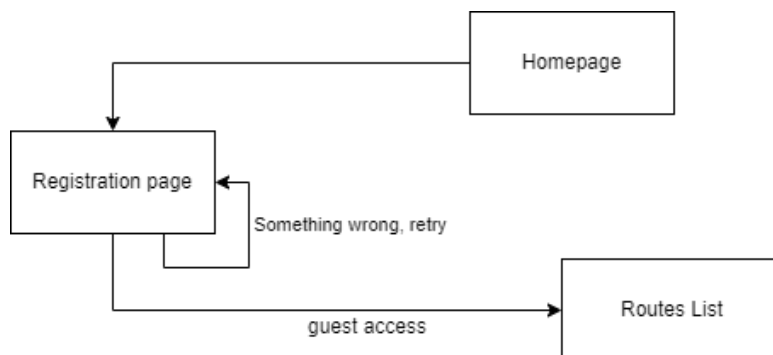 Homepage
Registration page
Something wrong, retry
guest access
Routes List